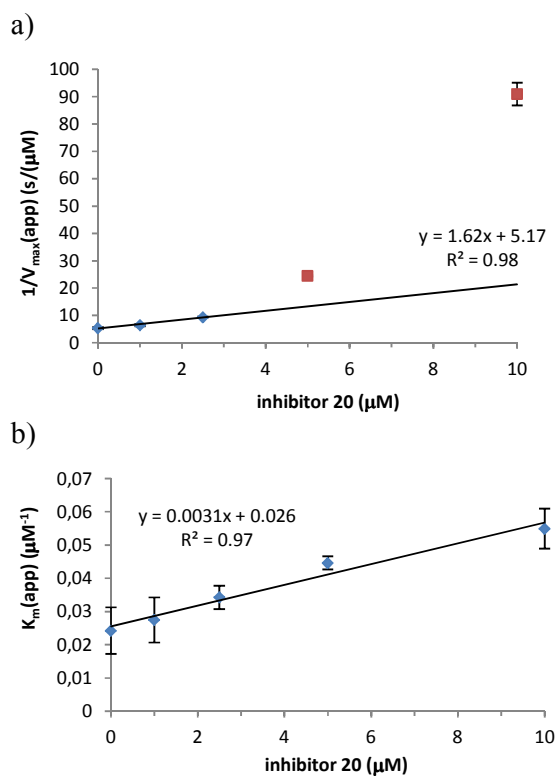 a)
100
90
80
70
60
50
40
30
20
10
0
1/Vmax(app) (s/(μM)
y = 1.62x + 5.17
R² = 0.98
0 2 4 6 8 10
inhibitor 20 (μM)
b)
0,07
0,06
0,05
0,04
0,03
0,02
0,01
0
Km(app) (μM-1)
y = 0.0031x + 0.026
R² = 0.97
0 2 4 6 8 10
inhibitor 20 (μM)